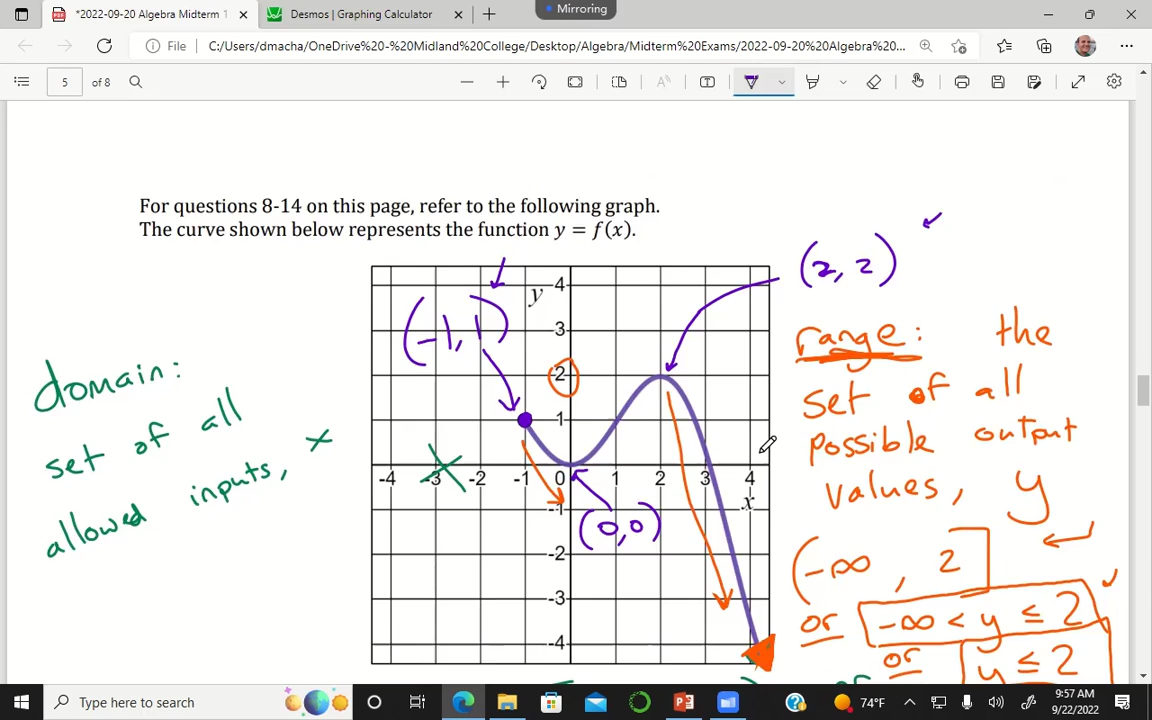 Mirroring
*2022-09-20 Algebra Midterm 1
Desmos | Graphing Calculator
File
C:/Users/dmacha/OneDrive%20-%20Midland%20College/Desktop/Algebra/Midterm%20Exams/2022-09-20%20Algebra%20...
5 of 8
For questions 8-14 on this page, refer to the following graph.
The curve shown below represents the function y = f(x).
(2, 2)
(-1, 1)
y
4
3
2
1
-4 -3 -2 -1 0 1 2 3 4
x
-1
-2
-3
-4
(0,0)
domain:
set of all
allowed inputs, x
range: the
set of all
possible output
values, y
(-∞, 2]
or -∞ < y ≤ 2
or y ≤ 2
Type here to search
74°F
9:57 AM
9/22/2022